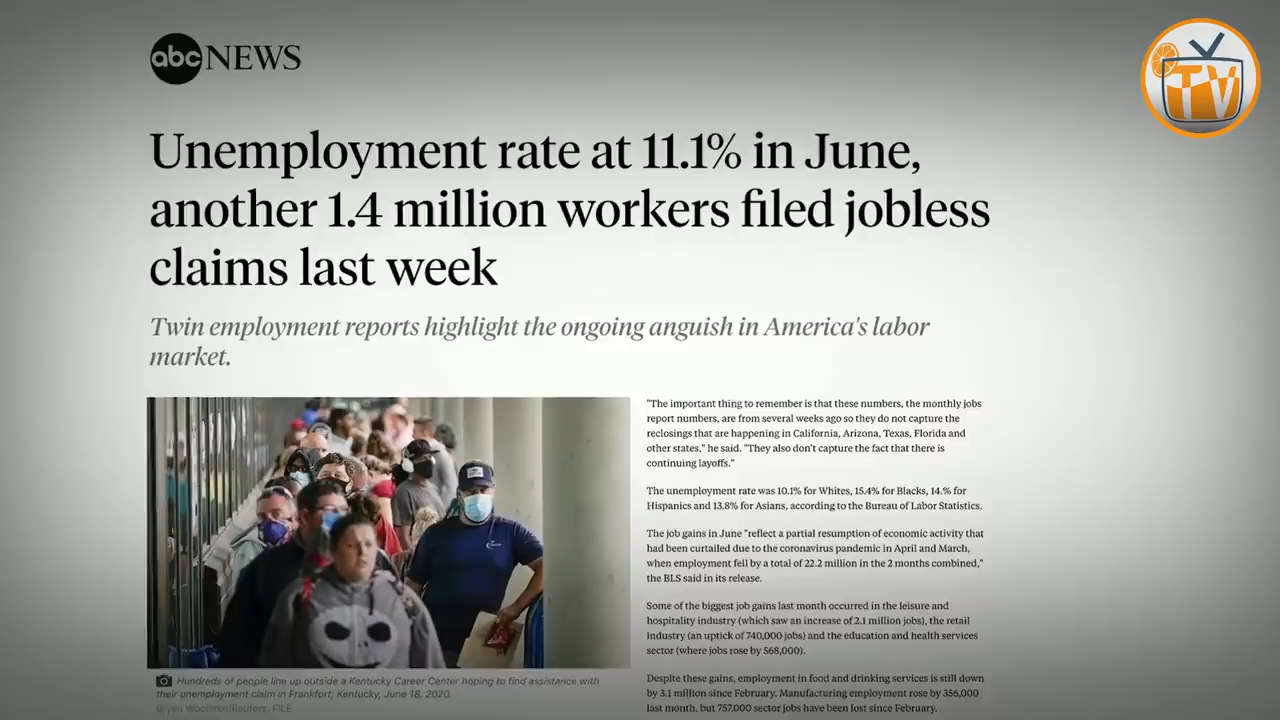 abc NEWS
TV
Unemployment rate at 11.1% in June,
another 1.4 million workers filed jobless
claims last week
Twin employment reports highlight the ongoing anguish in America's labor
market.
"The important thing to remember is that these numbers, the monthly jobs
report numbers, are from several weeks ago so they do not capture the
reclosings that are happening in California, Arizona, Texas, Florida and
other states," he said. "They also don't capture the fact that there is
continuing layoffs."
The unemployment rate was 10.1% for Whites, 15.4% for Blacks, 14.% for
Hispanics and 13.8% for Asians, according to the Bureau of Labor Statistics.
The job gains in June "reflect a partial resumption of economic activity that
had been curtailed due to the coronavirus pandemic in April and March,
when employment fell by a total of 22.2 million in the 2 months combined,"
the BLS said in its release.
Some of the biggest job gains last month occurred in the leisure and
hospitality industry (which saw an increase of 2.1 million jobs), the retail
industry (an uptick of 740,000 jobs) and the education and health services
sector (where jobs rose by 568,000).
Despite these gains, employment in food and drinking services is still down
by 3.1 million since February. Manufacturing employment rose by 356,000
last month, but 757,000 sector jobs have been lost since February.
Hundreds of people line up outside a Kentucky Career Center hoping to find assistance with
their unemployment claim in Frankfort, Kentucky, June 18, 2020.
Bryan Woolston/Reuters, FILE